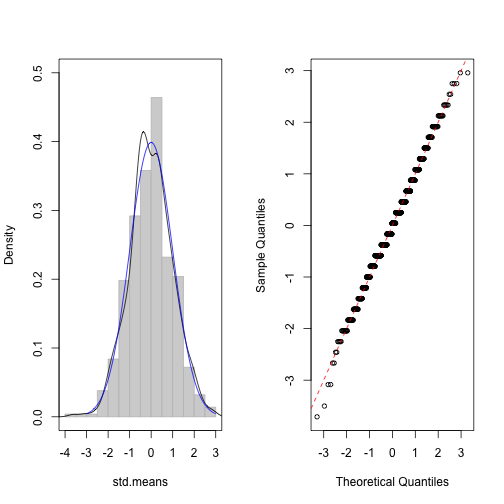 Density
0.0 0.1 0.2 0.3 0.4 0.5
-4 -3 -2 -1 0 1 2 3
std.means
Sample Quantiles
-3 -2 -1 0 1 2 3
-3 -2 -1 0 1 2 3
Theoretical Quantiles